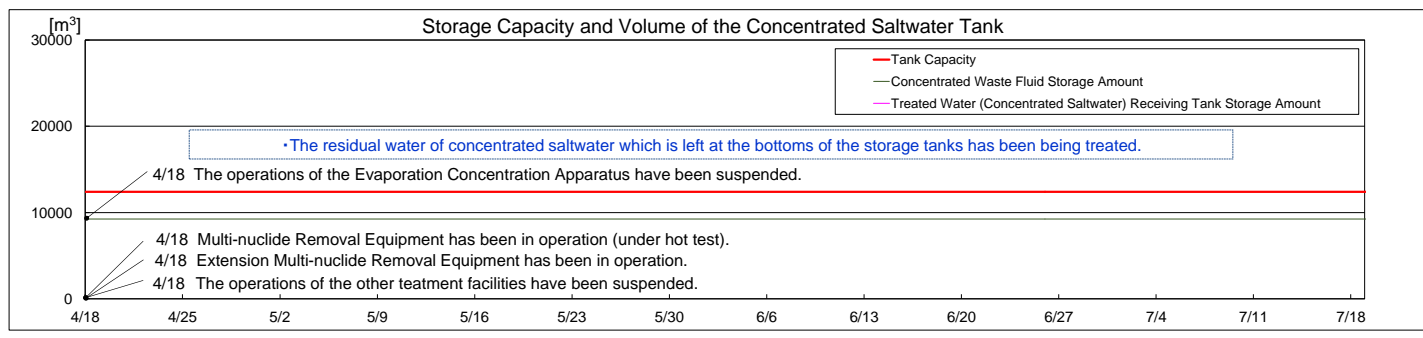 Storage Capacity and Volume of the Concentrated Saltwater Tank
[m³]
30000
Tank Capacity
Concentrated Waste Fluid Storage Amount
Treated Water (Concentrated Saltwater) Receiving Tank Storage Amount
20000
・The residual water of concentrated saltwater which is left at the bottoms of the storage tanks has been being treated.
4/18 The operations of the Evaporation Concentration Apparatus have been suspended.
10000
4/18 Multi-nuclide Removal Equipment has been in operation (under hot test).
4/18 Extension Multi-nuclide Removal Equipment has been in operation.
4/18 The operations of the other teatment facilities have been suspended.
0
4/18 4/25 5/2 5/9 5/16 5/23 5/30 6/6 6/13 6/20 6/27 7/4 7/11 7/18